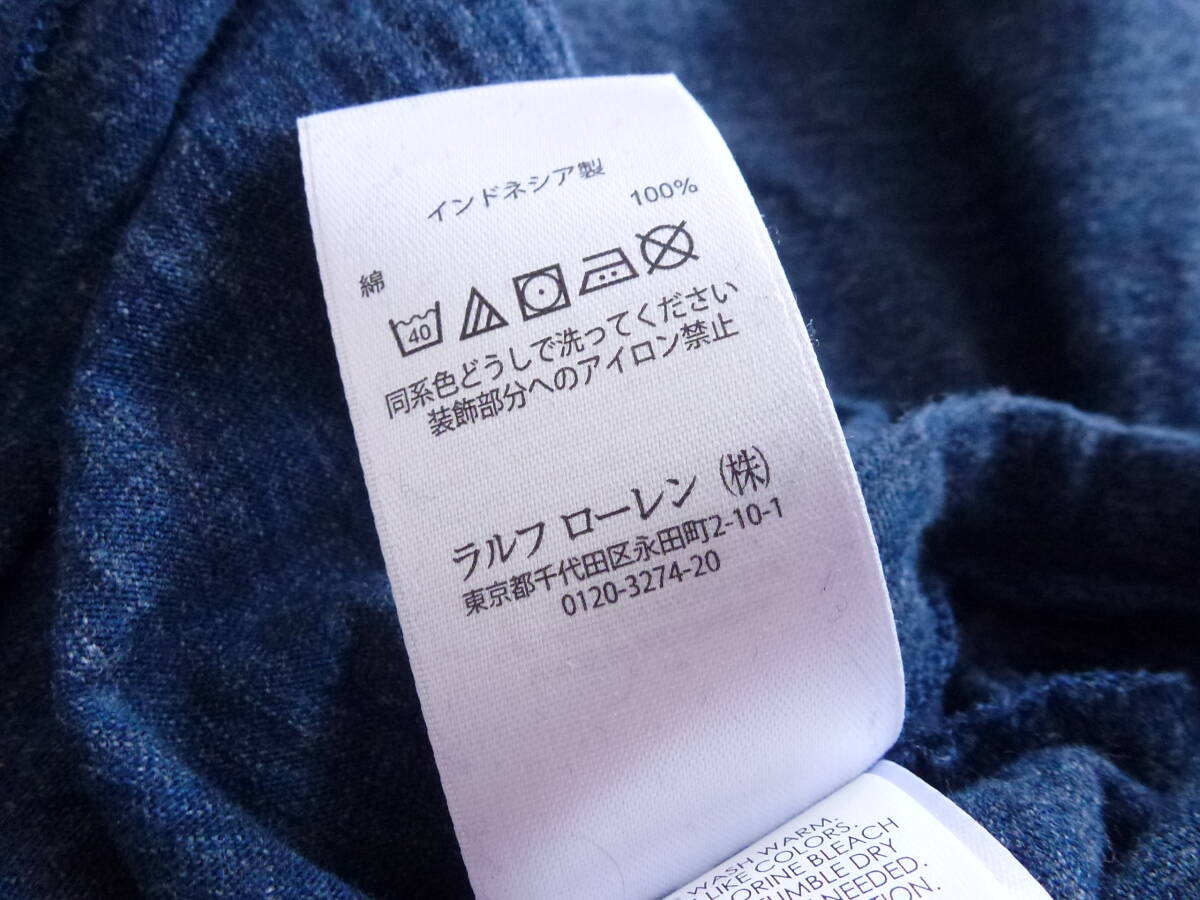 インドネシア製
綿 100%
40
同系色どうしで洗ってください
装飾部分へのアイロン禁止
ラルフ ローレン (株)
東京都千代田区永田町2-10-1
0120-3274-20
WASH WARM.
LIKE COLORS.
ORINE BLEACH
TUMBLE DRY
NEEDED.
TION.